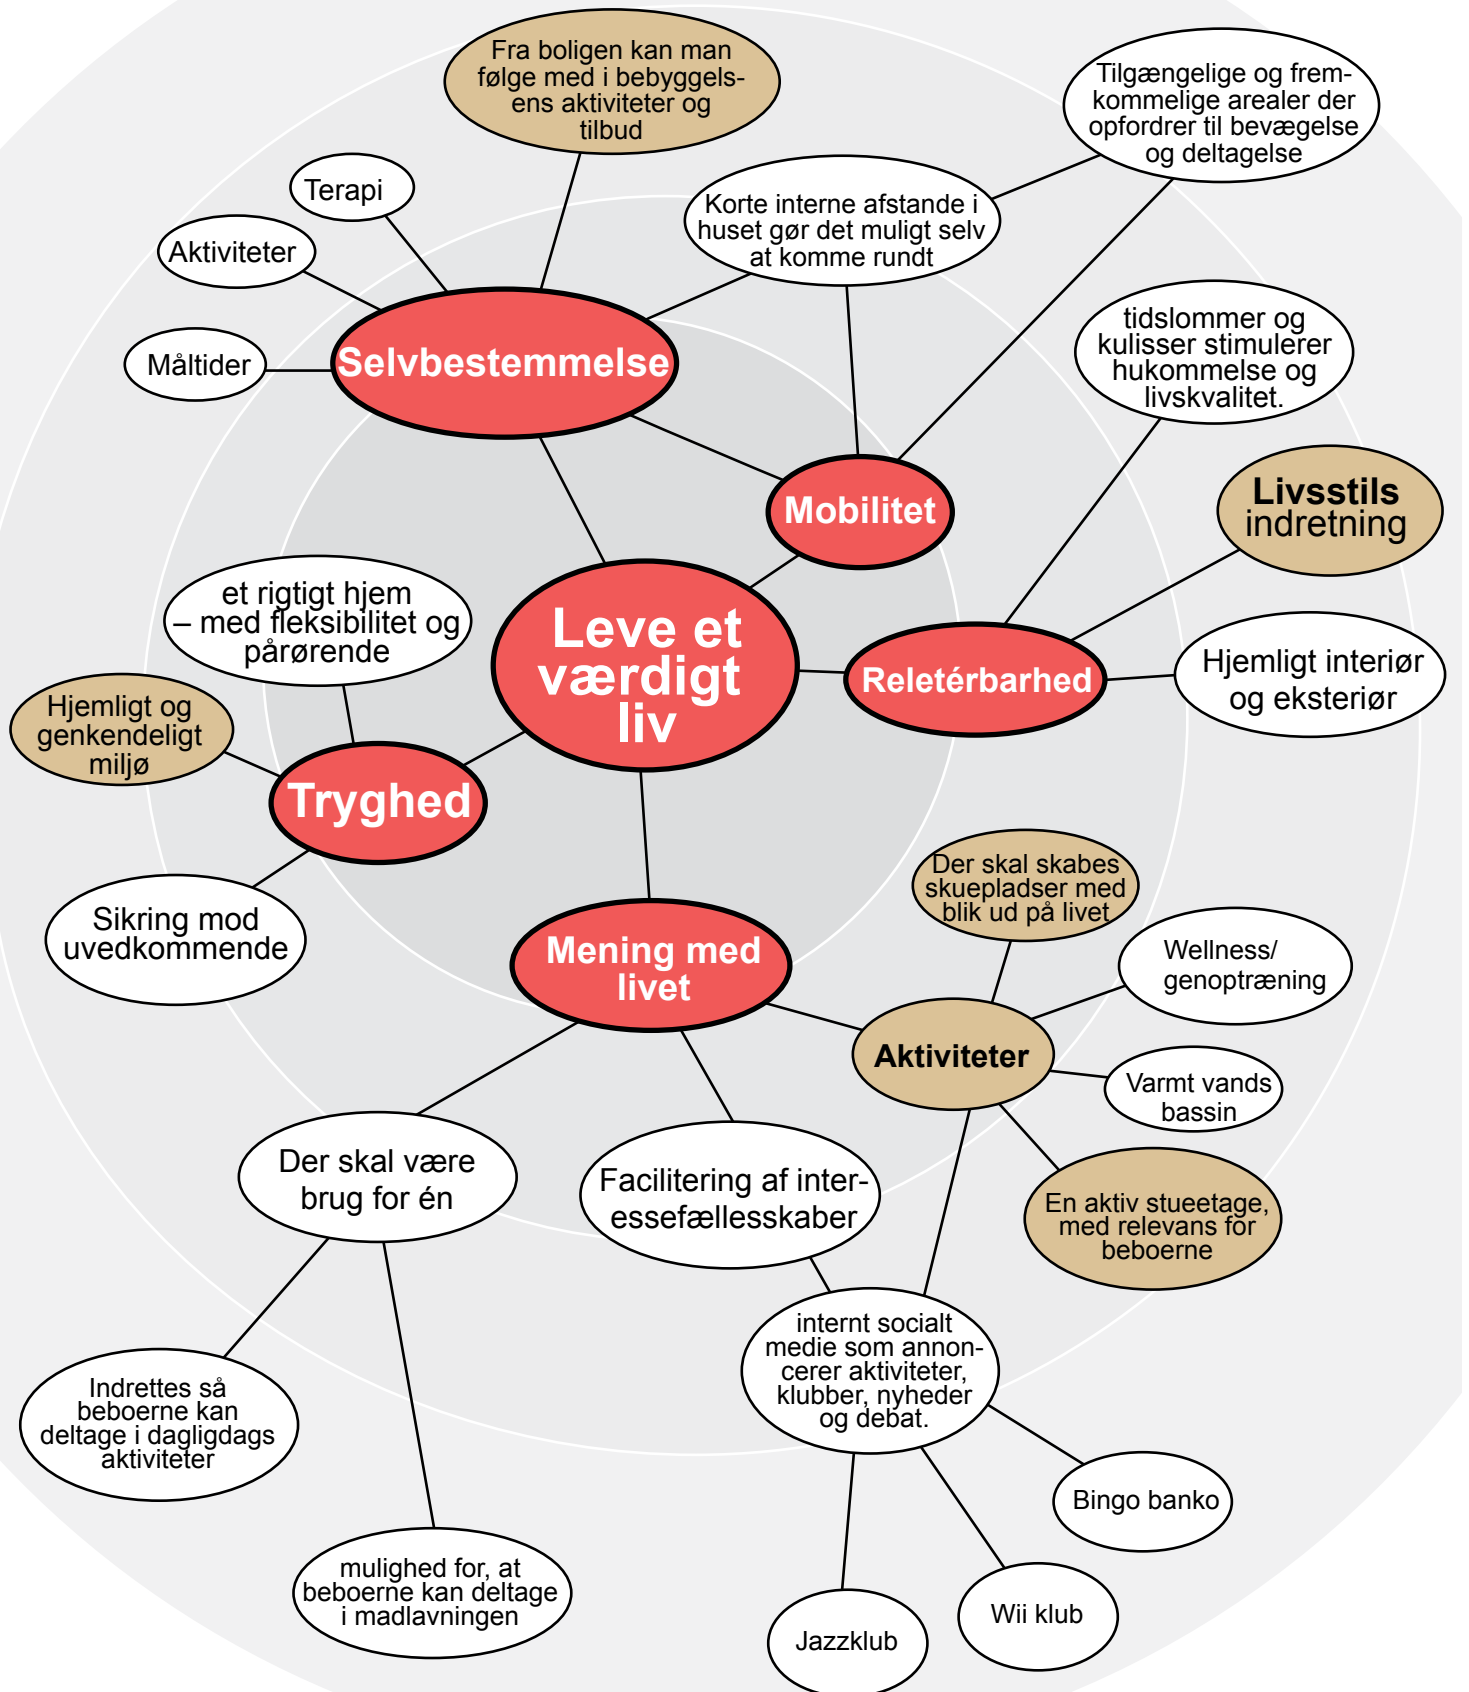 Fra boligen kan man
følge med i bebyggels-
ens aktiviteter og
tilbud
Tilgængelige og frem-
kommelige arealer der
opfordrer til bevægelse
og deltagelse
Terapi
Korte interne afstande i
huset gør det muligt selv
at komme rundt
Aktiviteter
Måltider
Selvbestemmelse
tidslommer og
kulisser stimulerer
hukommelse og
livskvalitet.
Mobilitet
Livsstils
indretning
et rigtigt hjem
– med fleksibilitet og
pårørende
Leve et
værdigt
liv
Reletérbarhed
Hjemligt interiør
og eksteriør
Hjemligt og
genkendeligt
miljø
Tryghed
Sikring mod
uvedkommende
Mening med
livet
Der skal skabes
skuepladser med
blik ud på livet
Wellness/
genoptræning
Aktiviteter
Varmt vands
bassin
Der skal være
brug for én
Facilitering af inter-
essefællesskaber
En aktiv stueetage,
med relevans for
beboerne
internt socialt
medie som annon-
cerer aktiviteter,
klubber, nyheder
og debat.
Indrettes så
beboerne kan
deltage i dagligdags
aktiviteter
Bingo banko
mulighed for, at
beboerne kan deltage
i madlavningen
Wii klub
Jazzklub